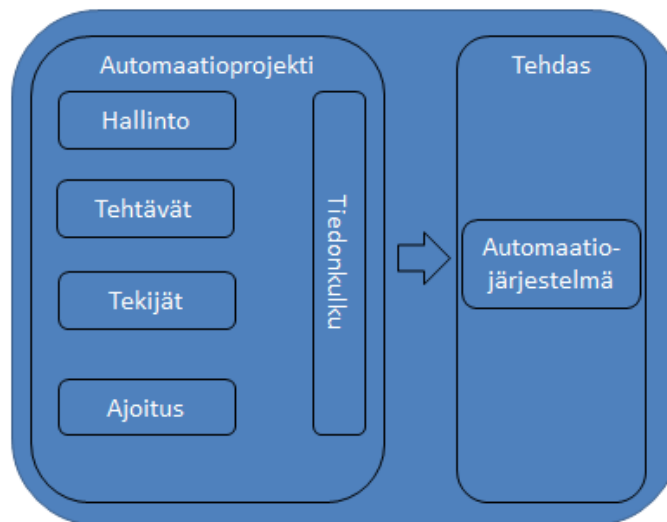 Automaatioprojekti
Hallinto
Tehtävät
Tekijät
Ajoitus
Tiedonkulku
Tehdas
Automaatio-
järjestelmä